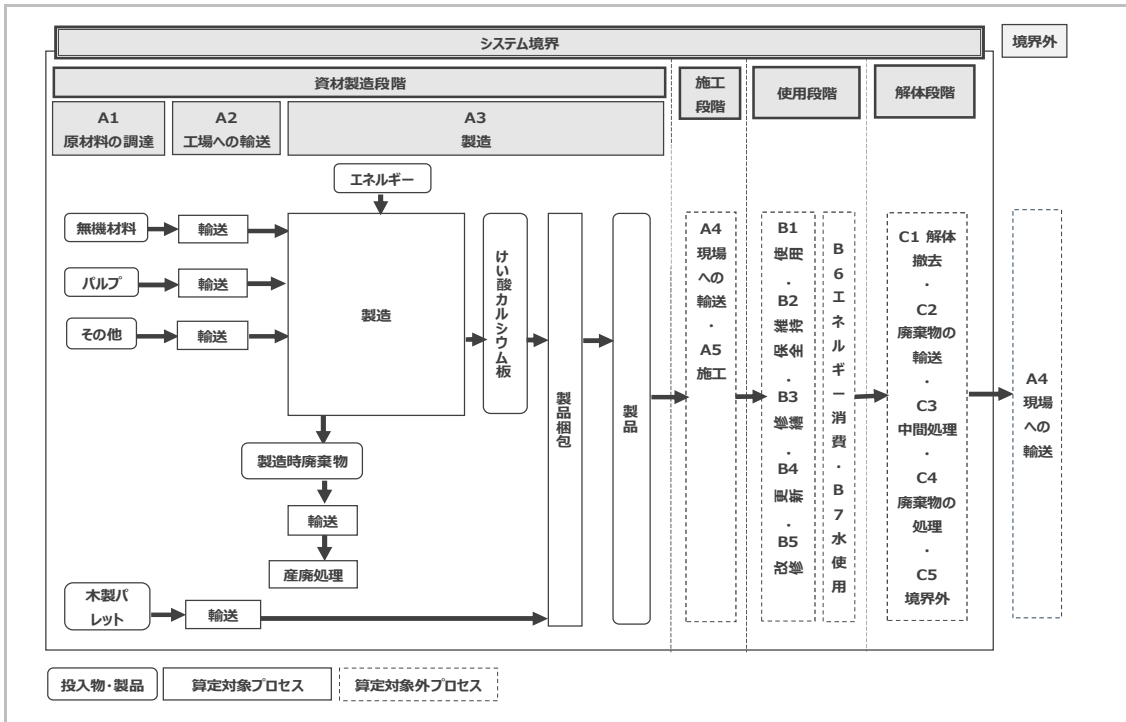 システム境界
境界外
資材製造段階
施工
段階
使用段階
解体段階
A1
原材料の調達
A2
工場への輸送
A3
製造
エネルギー
無機材料
輸送
パルプ
輸送
その他
輸送
製造
けい酸カルシウム板
製品梱包
製品
製造時廃棄物
輸送
産廃処理
木製パ
レット
輸送
A4
現場
への
輸送
・
A5
施工
B1
使用
・
B2
維持
保全
・
B3
修繕
・
B4
更新
・
B5
改修
B6エネルギー消費・B7水使用
C1 解体
撤去
・
C2
廃棄物の
輸送
・
C3
中間処理
・
C4
廃棄物の
処理
・
C5
境界外
A4
現場
への
輸送
投入物・製品
算定対象プロセス
算定対象外プロセス